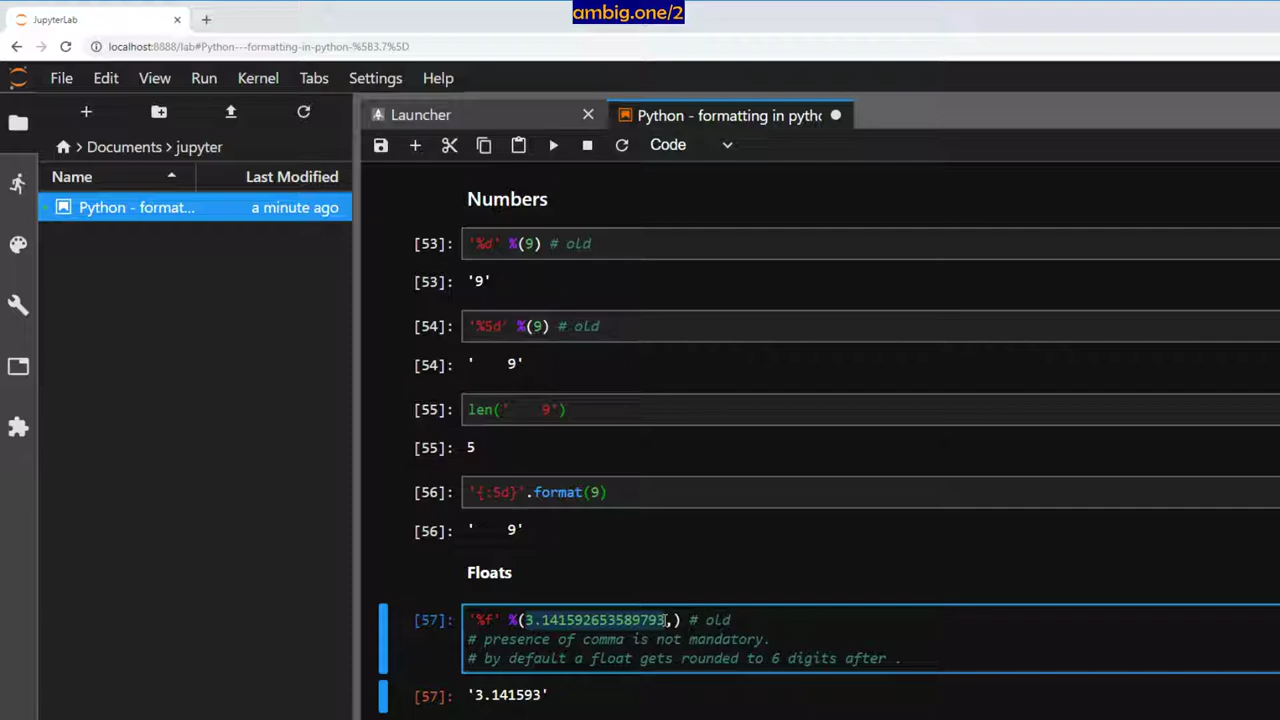 ambig.one/2
JupyterLab
localhost:8888/lab#Python---formatting-in-python-%5B3.7%5D
File Edit View Run Kernel Tabs Settings Help
Launcher
Python - formatting in pytho
Code
Documents > jupyter
Name Last Modified
Python - format... a minute ago
Numbers
[53]: '%d' %(9) # old
[53]: '9'
[54]: '%5d' %(9) # old
[54]: '    9'
[55]: len('    9')
[55]: 5
[56]: '{:5d}'.format(9)
[56]: '    9'
Floats
[57]: '%f' %(3.141592653589793,) # old
# presence of comma is not mandatory.
# by default a float gets rounded to 6 digits after .
[57]: '3.141593'